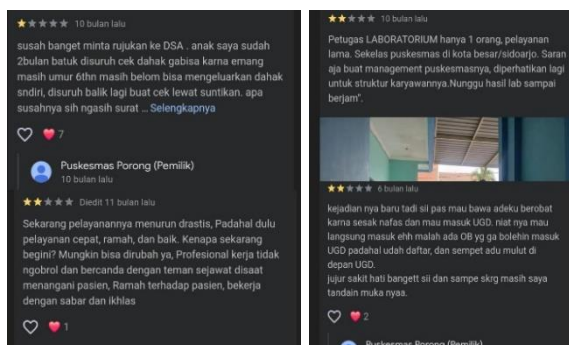 10 bulan lalu
susah banget minta rujukan ke DSA . anak saya sudah
2bulan batuk disuruh cek dahak gabisa karna emang
masih umur 6thn masih belom bisa mengeluarkan dahak
sndiri, disuruh balik lagi buat cek lewat suntikan. apa
susahnya sih ngasih surat ... Selengkapnya
7
Puskesmas Porong (Pemilik)
10 bulan lalu
Diedit 11 bulan lalu
Sekarang pelayanannya menurun drastis, Padahal dulu
pelayanan cepat, ramah, dan baik. Kenapa sekarang
begini? Mungkin bisa dirubah ya, Profesional kerja tidak
ngobrol dan bercanda dengan teman sejawat disaat
menangani pasien, Ramah terhadap pasien, bekerja
dengan sabar dan ikhlas
1
10 bulan lalu
Petugas LABORATORIUM hanya 1 orang, pelayanan
lama. Sekelas puskesmas di kota besar/sidoarjo. Saran
aja buat management puskesmasnya, diperhatikan lagi
untuk struktur karyawannya.Nunggu hasil lab sampai
berjam".
6 bulan lalu
kejadian nya baru tadi sii pas mau bawa adeku berobat
karna sesak nafas dan mau masuk UGD. niat nya mau
langsung masuk ehh malah ada OB yg ga bolehin masuk
UGD padahal udah daftar, dan sempet adu mulut di
depan UGD.
jujur sakit hati bangett sii dan sampe skrg masih saya
tandain muka nyaa.
2
Puskesmas Porong (Pemilik)